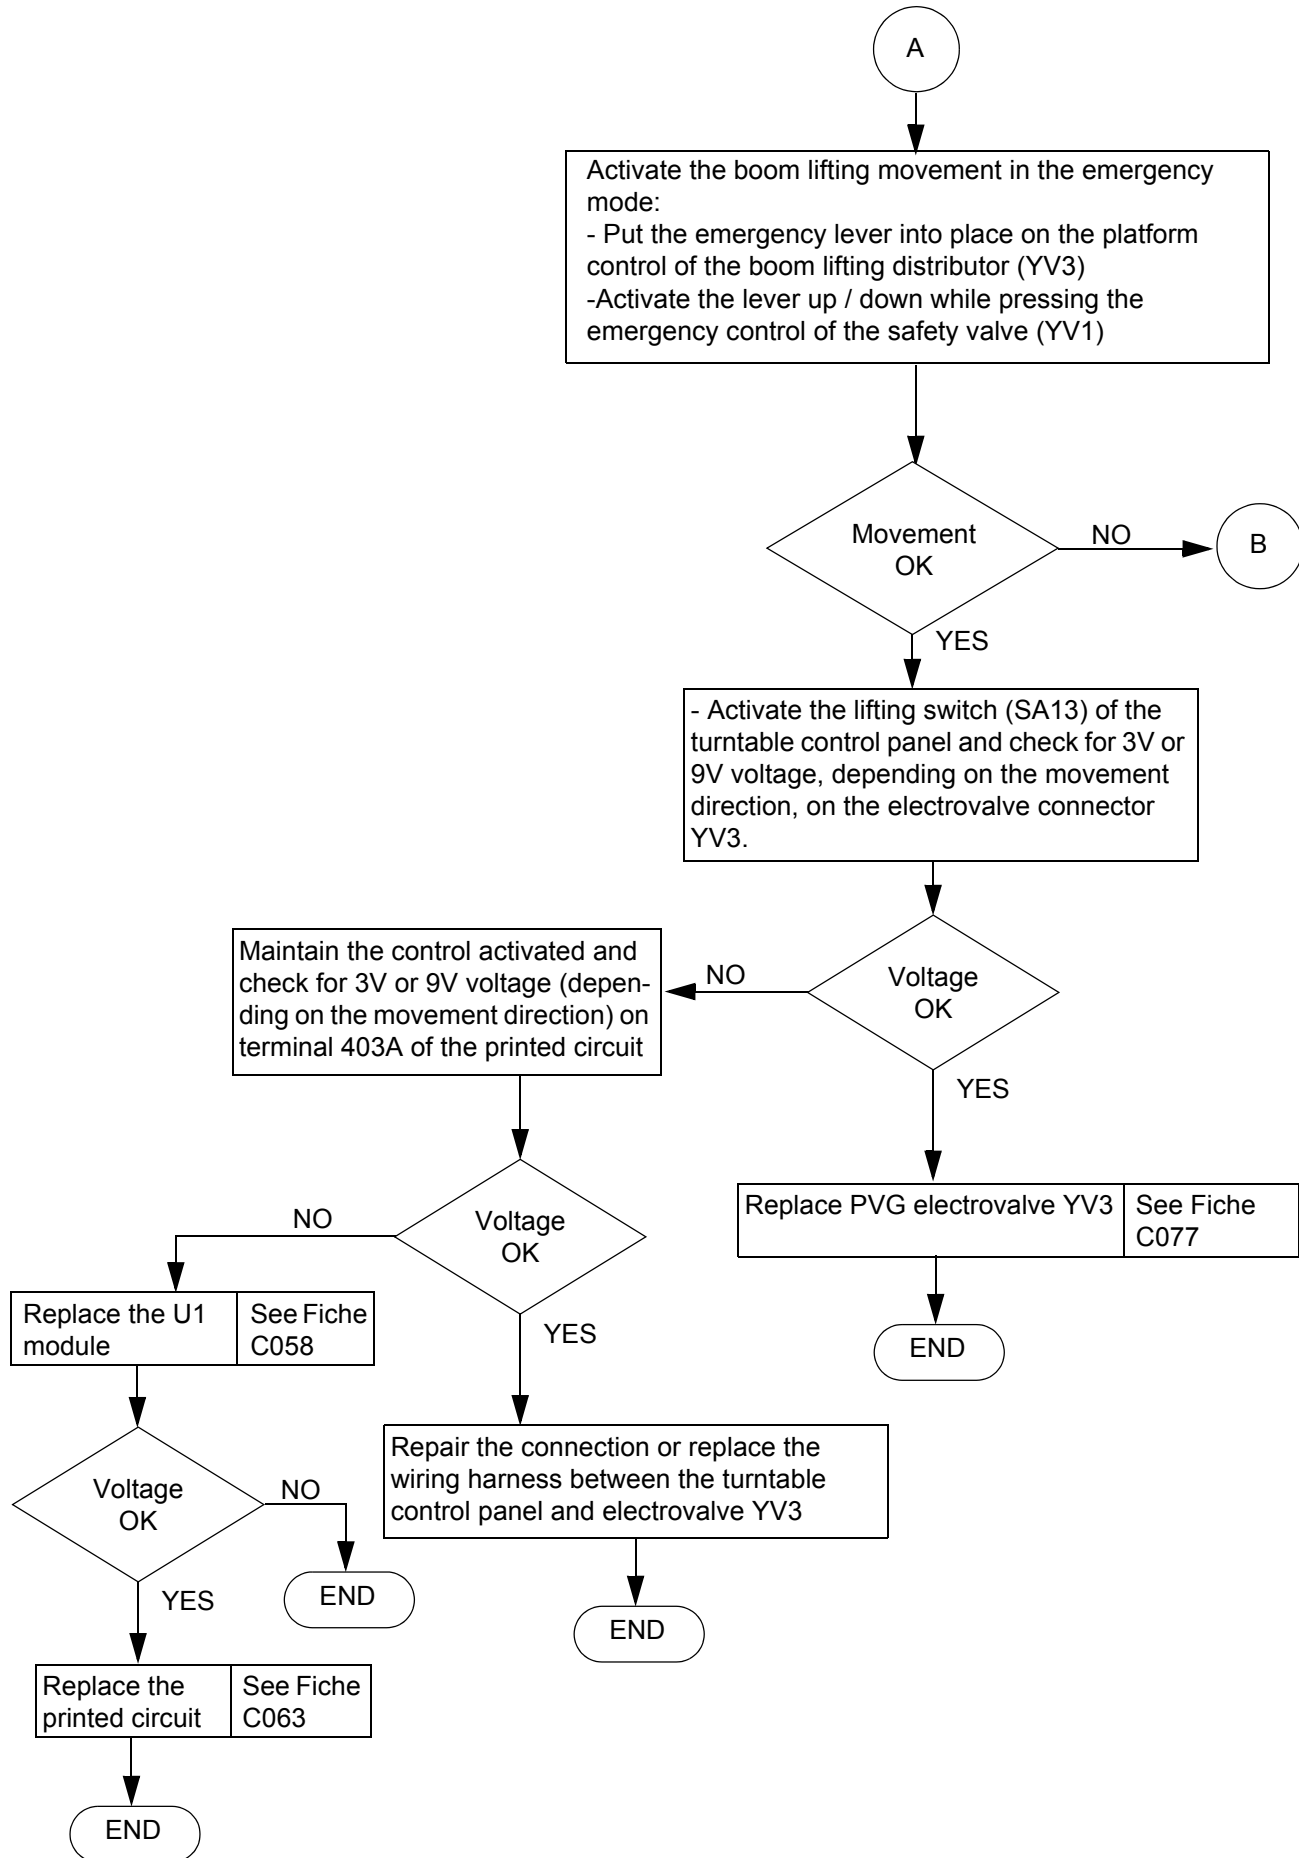 A
Activate the boom lifting movement in the emergency
mode:
- Put the emergency lever into place on the platform
control of the boom lifting distributor (YV3)
-Activate the lever up / down while pressing the
emergency control of the safety valve (YV1)
Movement
OK
NO
B
YES
- Activate the lifting switch (SA13) of the
turntable control panel and check for 3V or
9V voltage, depending on the movement
direction, on the electrovalve connector
YV3.
Voltage
OK
NO
Maintain the control activated and
check for 3V or 9V voltage (depen-
ding on the movement direction) on
terminal 403A of the printed circuit
YES
Replace PVG electrovalve YV3
See Fiche
C077
END
Voltage
OK
NO
Replace the U1
module
See Fiche
C058
YES
Repair the connection or replace the
wiring harness between the turntable
control panel and electrovalve YV3
END
Voltage
OK
NO
END
YES
Replace the
printed circuit
See Fiche
C063
END